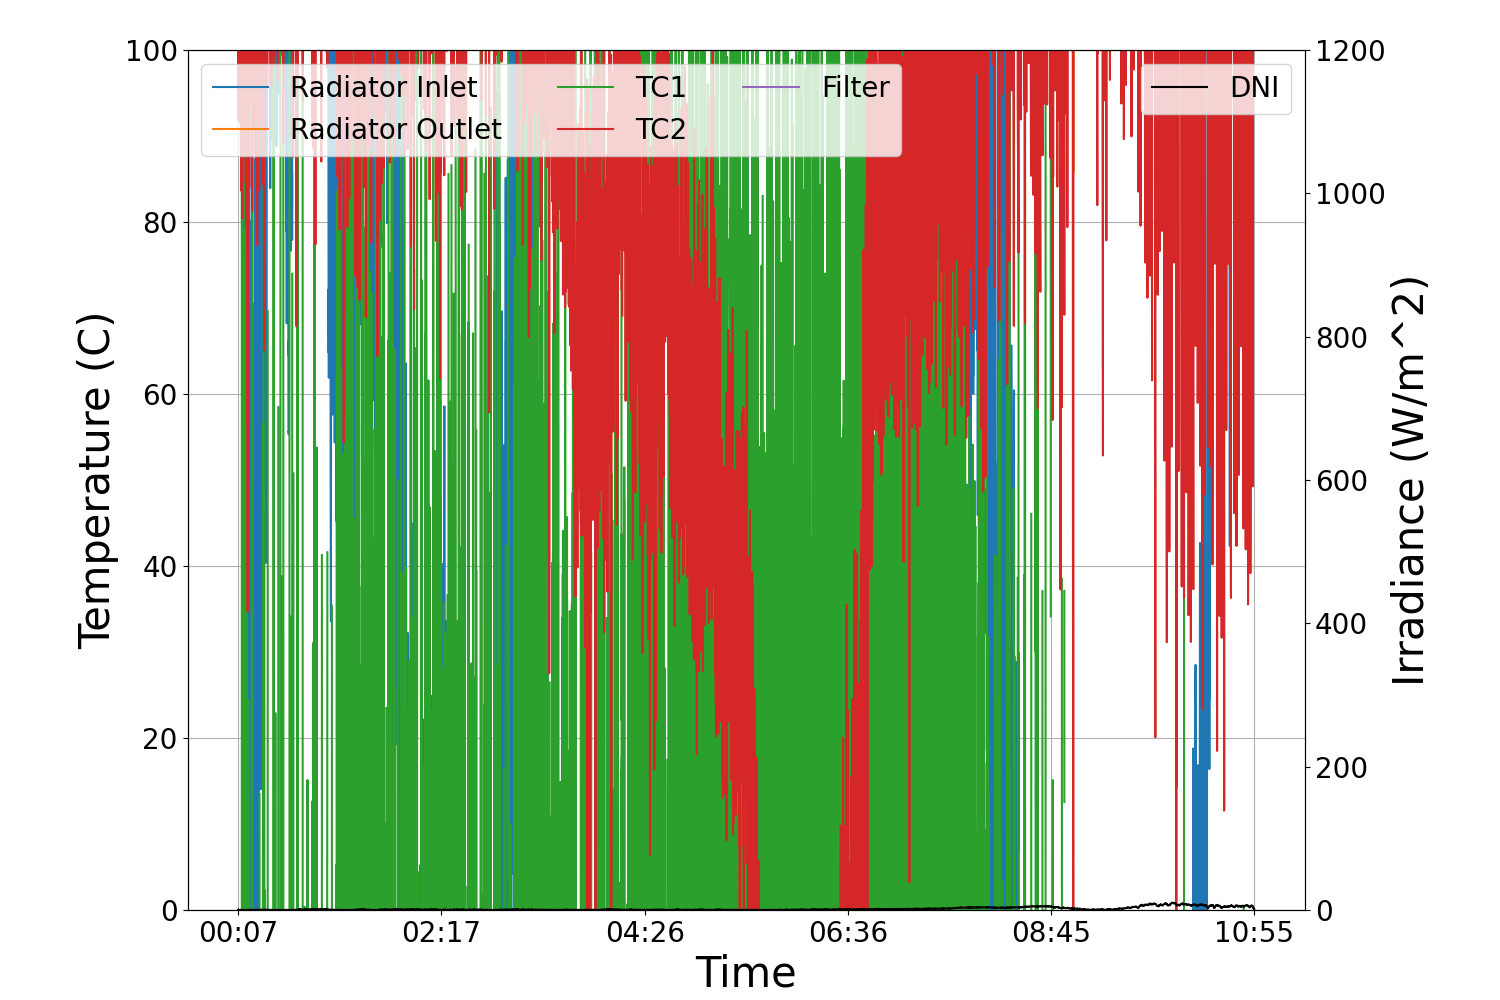 100
80
60
40
20
0
Temperature (C)
Radiator Inlet
Radiator Outlet
TC1
TC2
Filter
DNI
1200
1000
800
600
400
200
0
Irradiance (W/m^2)
00:07
02:17
04:26
06:36
08:45
10:55
Time